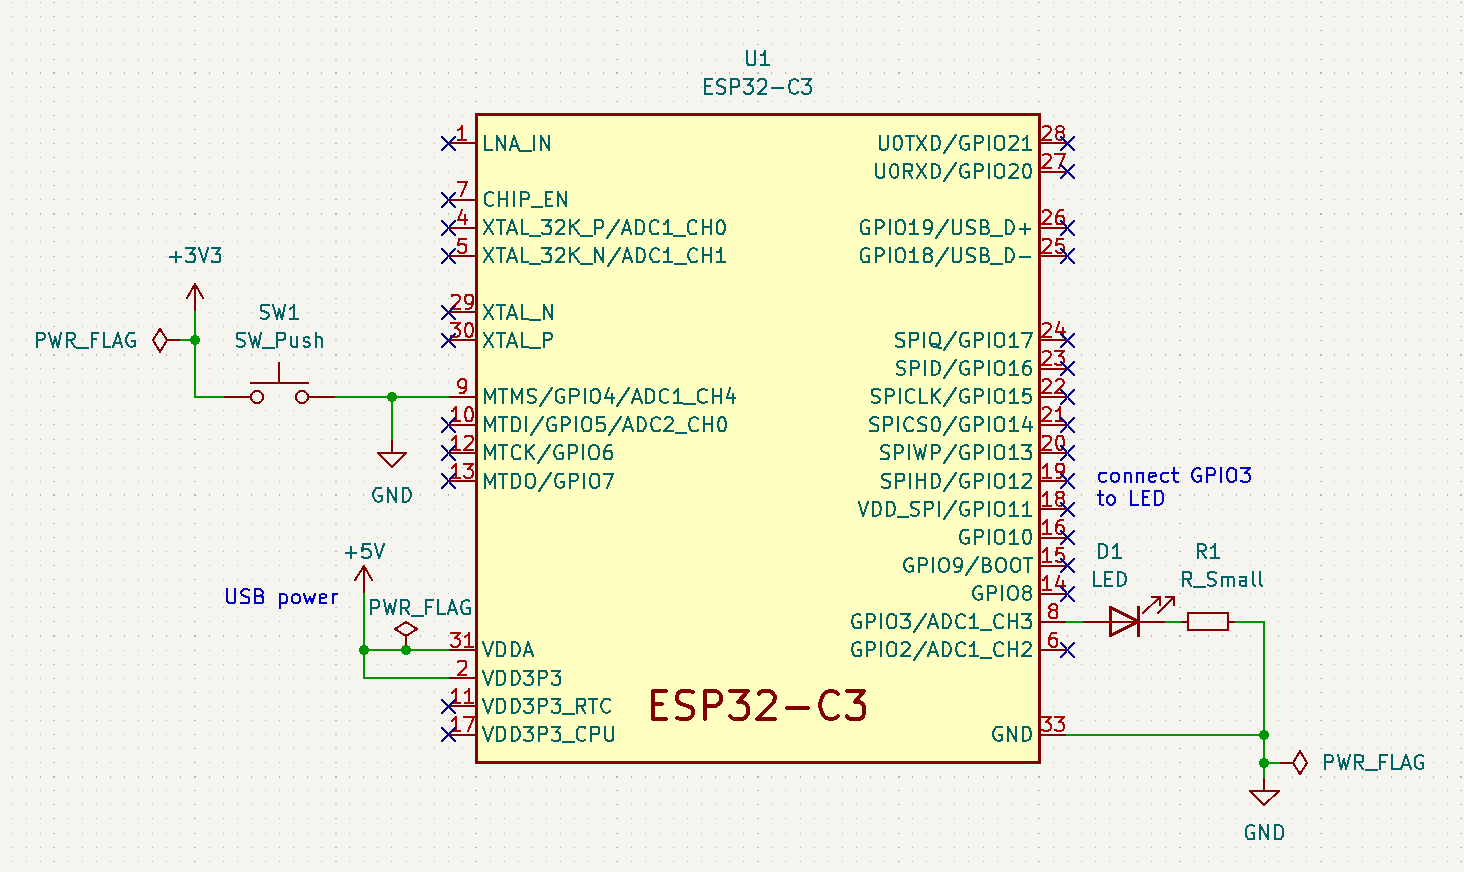 U1
ESP32-C3
1
LNA_IN
7
CHIP_EN
4
XTAL_32K_P/ADC1_CH0
5
XTAL_32K_N/ADC1_CH1
29
XTAL_N
30
XTAL_P
9
MTMS/GPIO4/ADC1_CH4
10
MTDI/GPIO5/ADC2_CH0
12
MTCK/GPIO6
13
MTDO/GPIO7
31
VDDA
2
VDD3P3
11
VDD3P3_RTC
17
VDD3P3_CPU
ESP32-C3
28
U0TXD/GPIO21
27
U0RXD/GPIO20
26
GPIO19/USB_D+
25
GPIO18/USB_D-
24
SPIQ/GPIO17
23
SPID/GPIO16
22
SPICLK/GPIO15
21
SPICS0/GPIO14
20
SPIWP/GPIO13
19
SPIHD/GPIO12
18
VDD_SPI/GPIO11
16
GPIO10
15
GPIO9/BOOT
14
GPIO8
8
GPIO3/ADC1_CH3
6
GPIO2/ADC1_CH2
33
GND
+3V3
PWR_FLAG
SW1
SW_Push
GND
+5V
USB power
PWR_FLAG
connect GPIO3
to LED
D1
LED
R1
R_Small
PWR_FLAG
GND